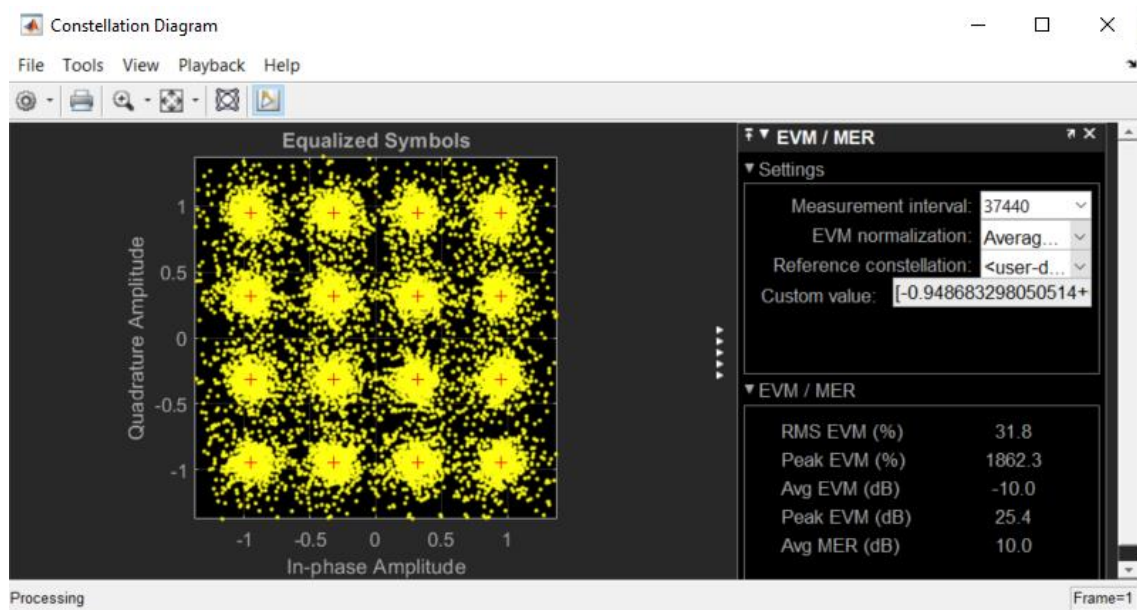 Constellation Diagram
File Tools View Playback Help
Equalized Symbols
1
0.5
0
-0.5
-1
Quadrature Amplitude
-1 -0.5 0 0.5 1
In-phase Amplitude
EVM / MER
Settings
Measurement interval: 37440
EVM normalization: Averag...
Reference constellation: <user-d...
Custom value: [-0.948683298050514+
EVM / MER
RMS EVM (%) 31.8
Peak EVM (%) 1862.3
Avg EVM (dB) -10.0
Peak EVM (dB) 25.4
Avg MER (dB) 10.0
Processing Frame=1